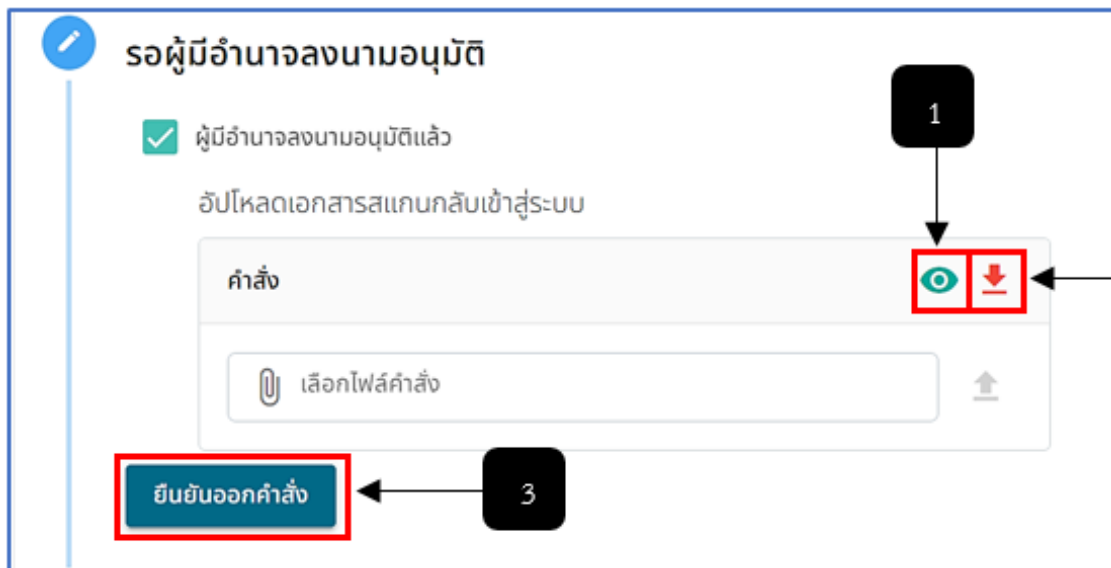 รอผู้มีอำนาจลงนามอนุมัติ
1
ผู้มีอำนาจลงนามอนุมัติแล้ว
อัปโหลดเอกสารสแกนกลับเข้าสู่ระบบ
คำสั่ง
เลือกไฟล์คำสั่ง
ยืนยันออกคำสั่ง
3